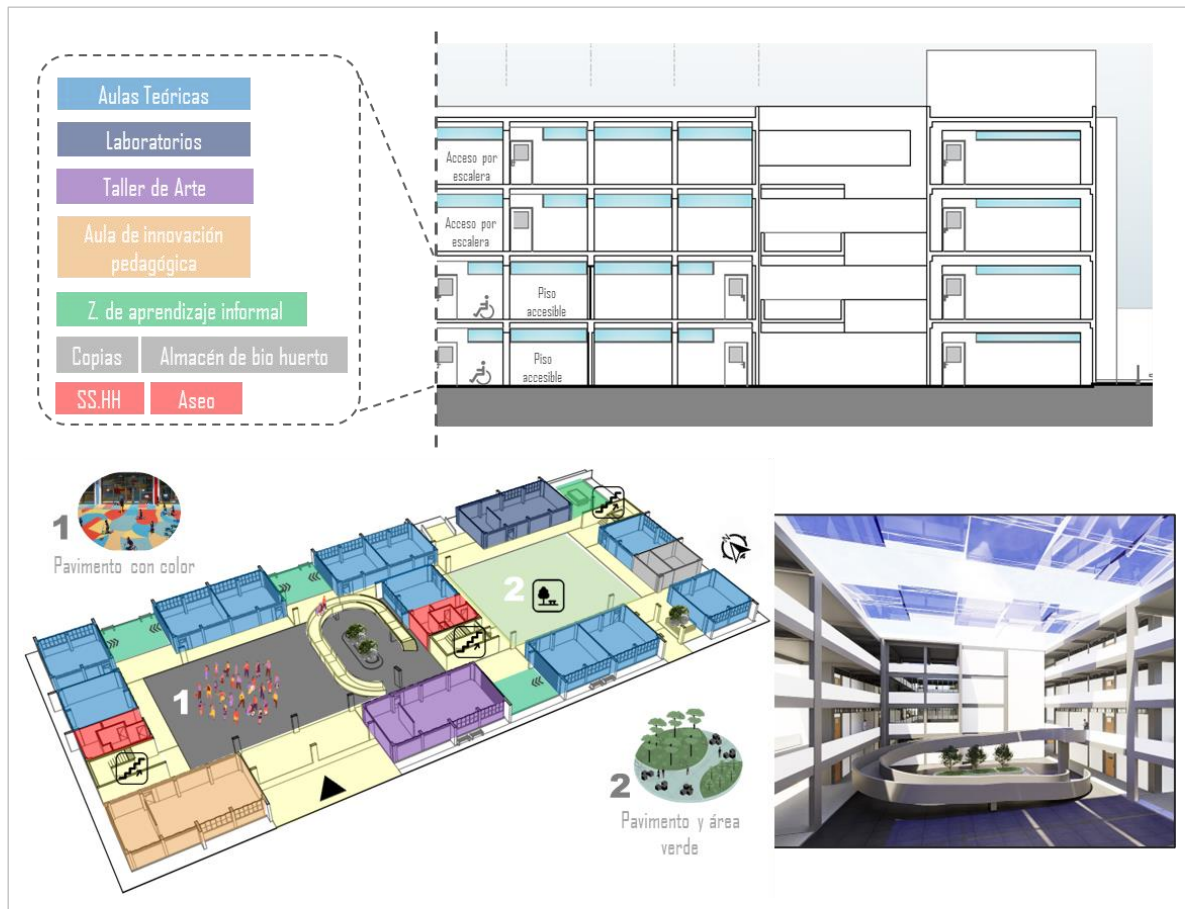 Aulas Teóricas
Laboratorios
Taller de Arte
Aula de innovación
pedagógica
Z. de aprendizaje informal
Copias
Almacén de bio huerto
SS.HH
Aseo
Acceso por
escalera
Acceso por
escalera
Piso
accesible
Piso
accesible
1
Pavimento con color
1
2
2
Pavimento y área
verde